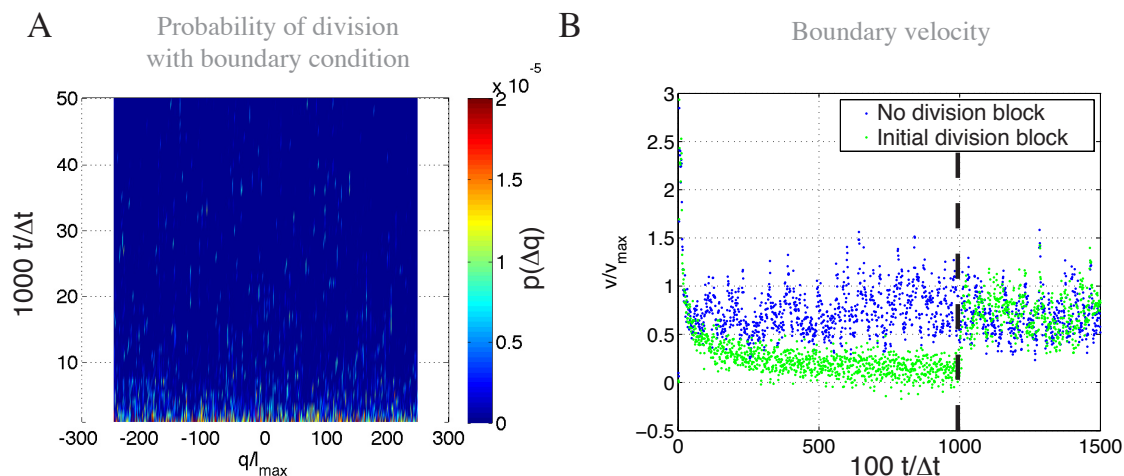 A
Probability of division
with boundary condition
x 10^-5
50
40
30
20
10
1000 t/Δt
-300
-200
-100
0
100
200
300
q/l_max
2
1.5
1
0.5
0
p(Δq)
B
Boundary velocity
No division block
Initial division block
3
2.5
2
1.5
1
0.5
0
−0.5
v/v_max
0
500
1000
1500
100 t/Δt